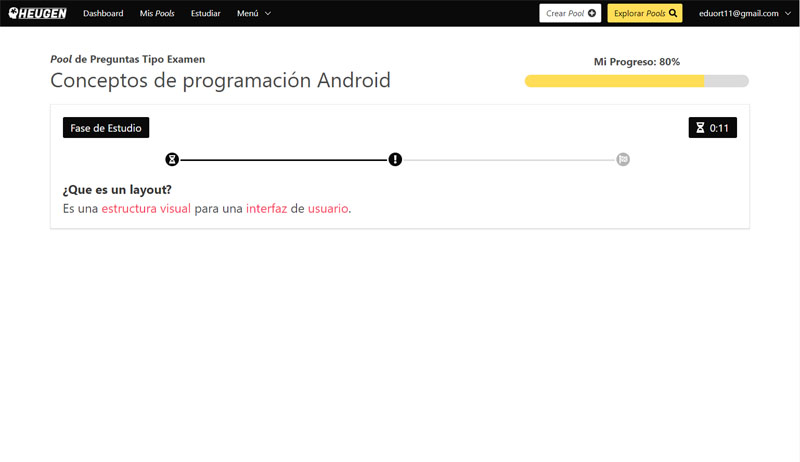 HEUGEN Dashboard Mis Pools Estudiar Menú Crear Pool Explorar Pools eduort11@gmail.com
Pool de Preguntas Tipo Examen
Conceptos de programación Android
Mi Progreso: 80%
Fase de Estudio
0:11
¿Que es un layout?
Es una estructura visual para una interfaz de usuario.